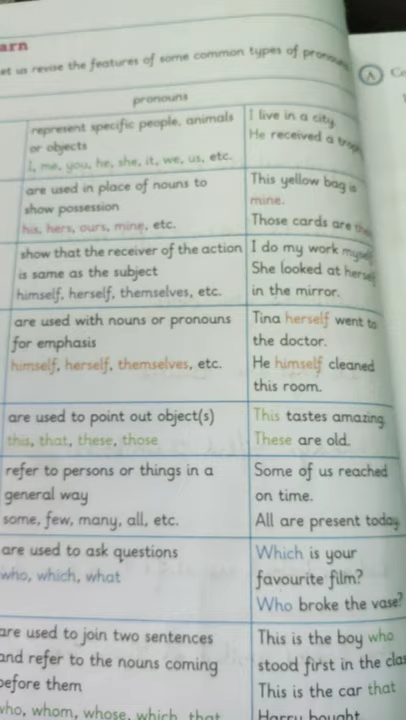 arn
et us revise the features of some common types of pronouns
pronouns
represent specific people, animals
or objects
I, me, you, he, she, it, we, us, etc.
I live in a city.
He received a trop
are used in place of nouns to
show possession
his, hers, ours, mine, etc.
This yellow bag is
mine.
Those cards are
show that the receiver of the action
is same as the subject
himself, herself, themselves, etc.
I do my work myself
She looked at herself
in the mirror.
are used with nouns or pronouns
for emphasis
himself, herself, themselves, etc.
Tina herself went to
the doctor.
He himself cleaned
this room.
are used to point out object(s)
this, that, these, those
This tastes amazing.
These are old.
refer to persons or things in a
general way
some, few, many, all, etc.
Some of us reached
on time.
All are present today.
are used to ask questions
who, which, what
Which is your
favourite film?
Who broke the vase?
are used to join two sentences
and refer to the nouns coming
before them
who, whom, whose, which, that
This is the boy who
stood first in the clas
This is the car that
Harry bought
A